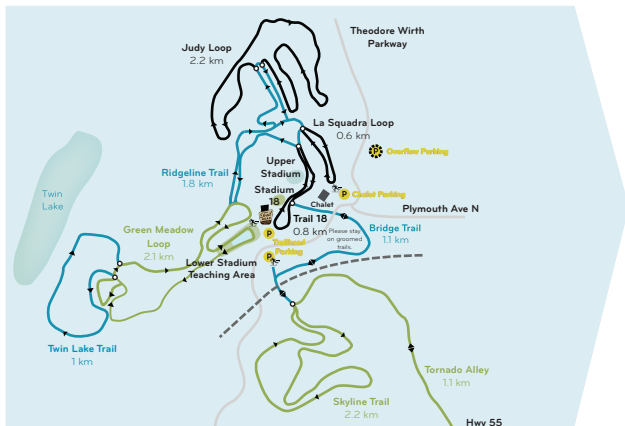 Theodore Wirth
Parkway
Judy Loop
2.2 km
La Squadra Loop
0.6 km
P
Overflow Parking
Upper
Stadium
Ridgeline Trail
1.8 km
Stadium
18
Chalet
P
Chalet Parking
Twin
Lake
Plymouth Ave N
Trail 18
0.8 km
Please stay
on groomed
trails.
Bridge Trail
1.1 km
Green Meadow
Loop
2.1 km
P
Trailhead
Parking
P
Lower Stadium
Teaching Area
Twin Lake Trail
1 km
Tornado Alley
1.1 km
Skyline Trail
2.2 km
Hwy 55